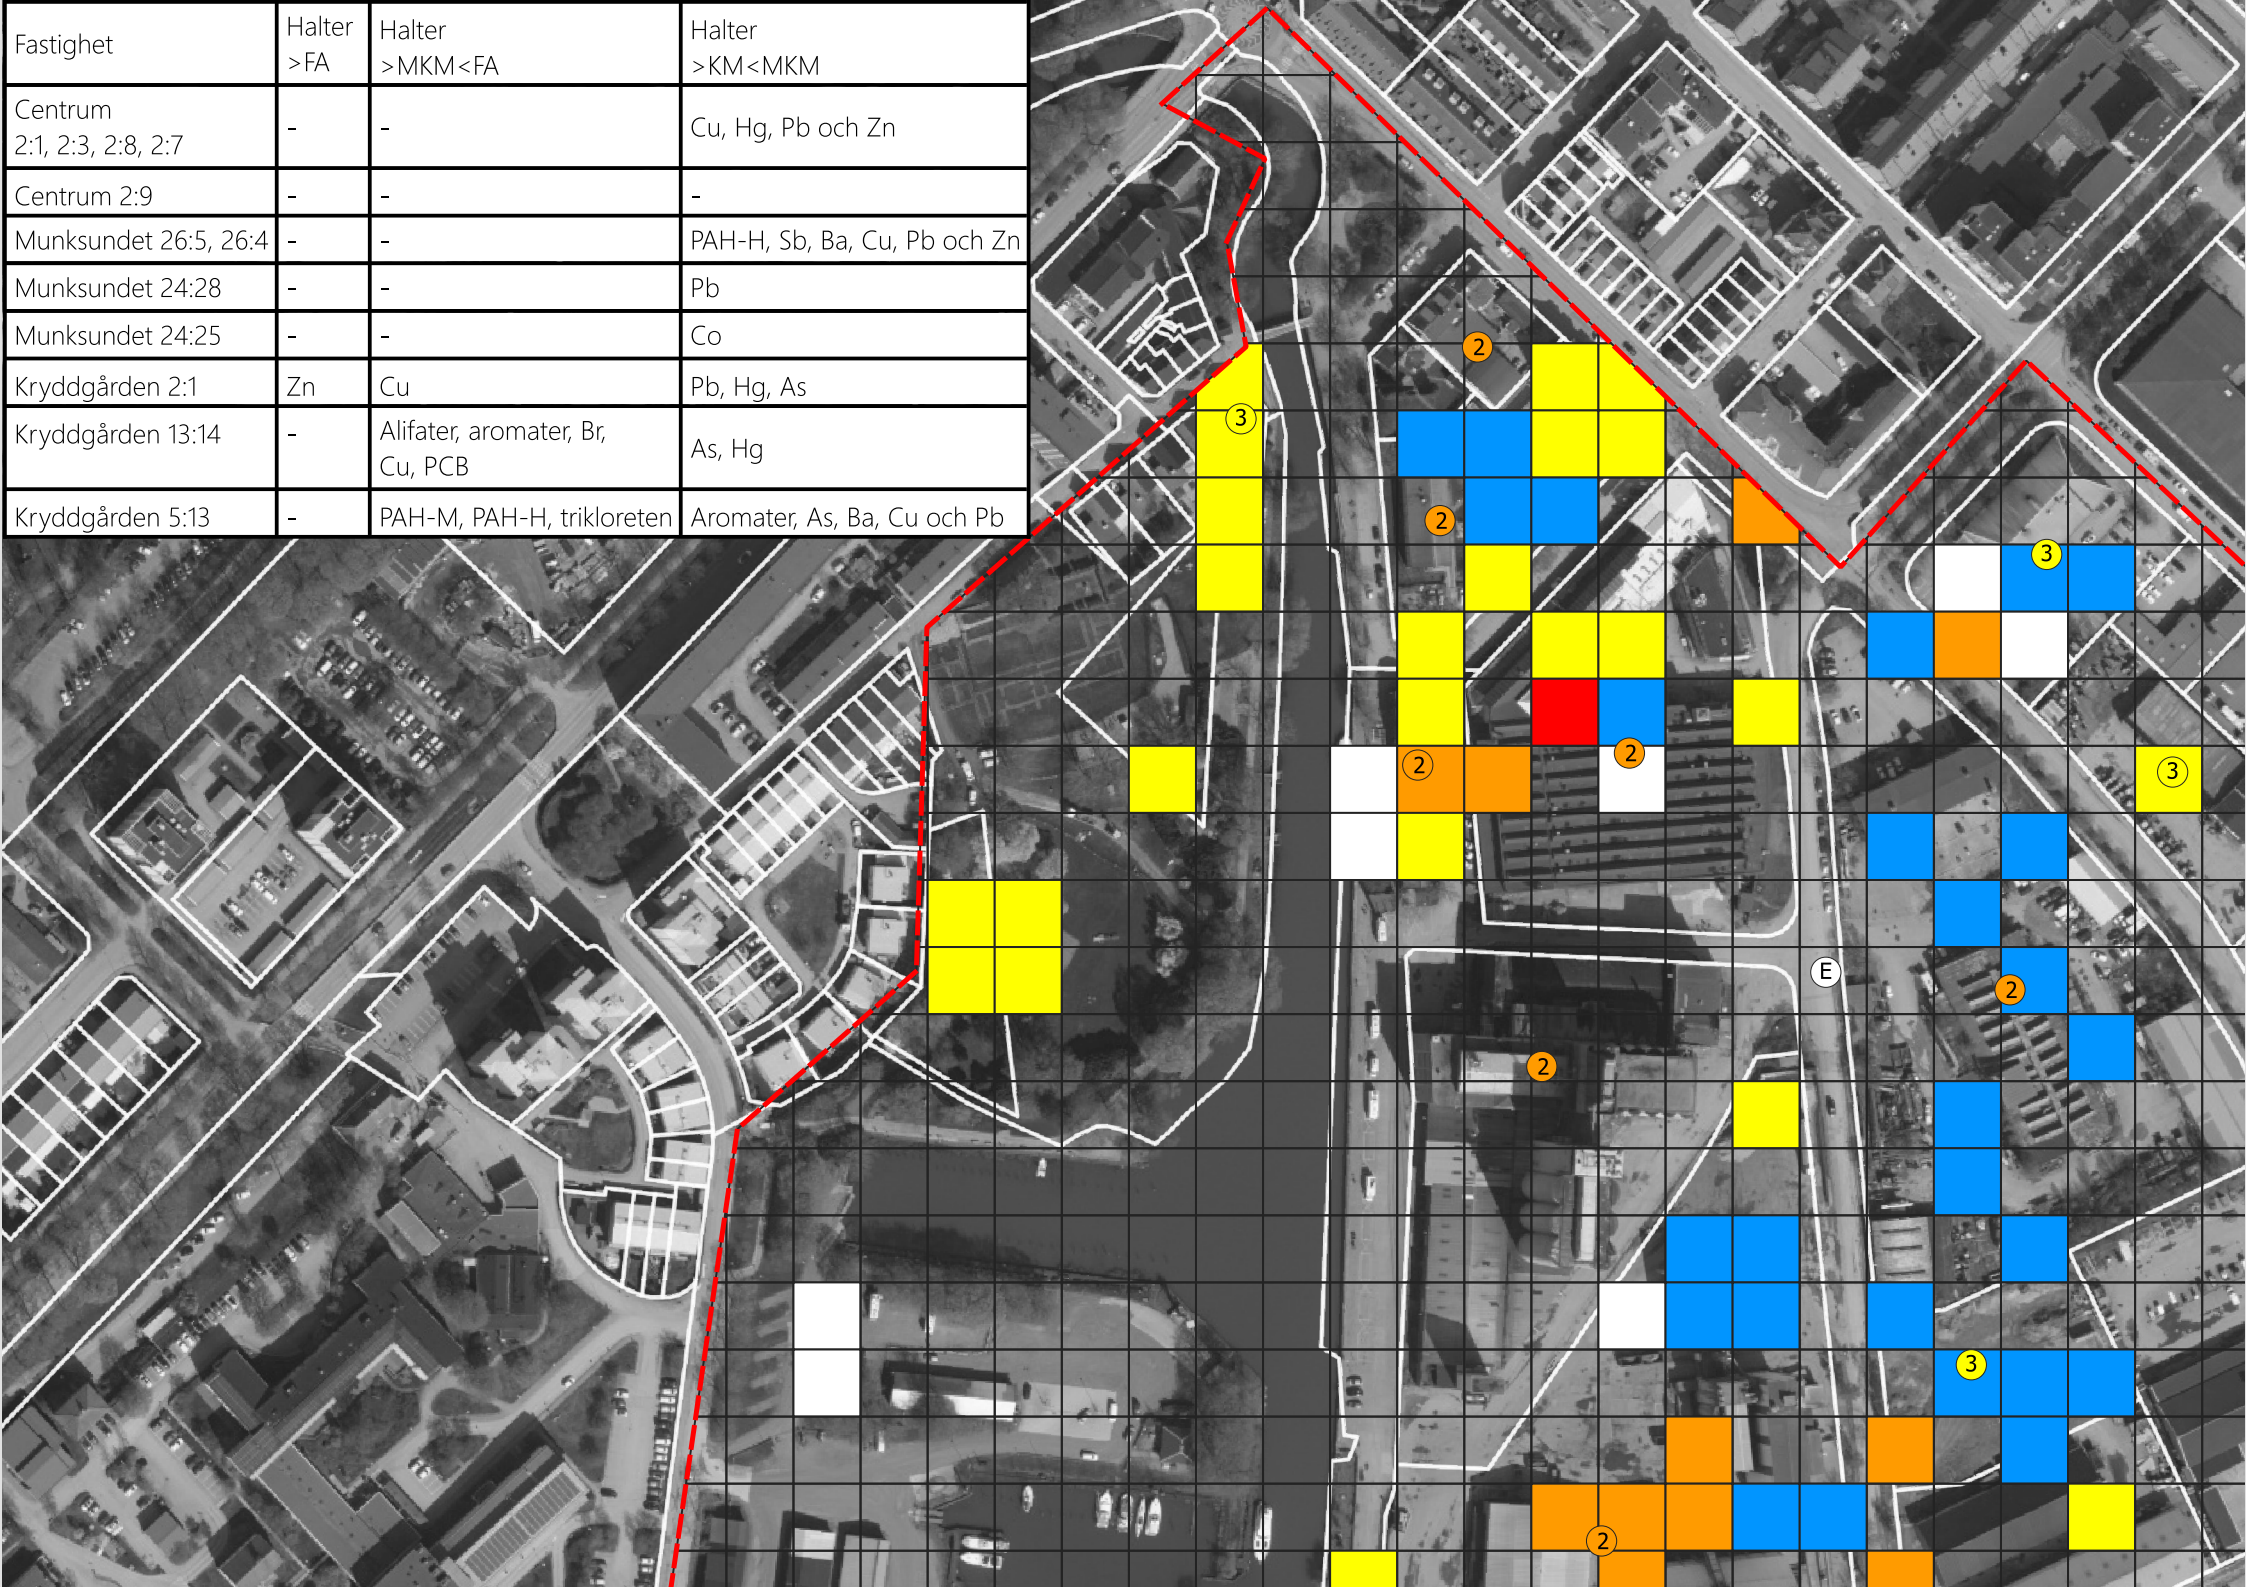 Fastighet
Halter
>FA
Halter
>MKM<FA
Halter
>KM<MKM
Centrum
2:1, 2:3, 2:8, 2:7
-
-
Cu, Hg, Pb och Zn
Centrum 2:9
-
-
-
Munksundet 26:5, 26:4
-
-
PAH-H, Sb, Ba, Cu, Pb och Zn
Munksundet 24:28
-
-
Pb
Munksundet 24:25
-
-
Co
Kryddgården 2:1
Zn
Cu
Pb, Hg, As
Kryddgården 13:14
-
Alifater, aromater, Br,
Cu, PCB
As, Hg
Kryddgården 5:13
-
PAH-M, PAH-H, trikloreten
Aromater, As, Ba, Cu och Pb
2
3
2
3
2
2
3
E
2
2
3
2